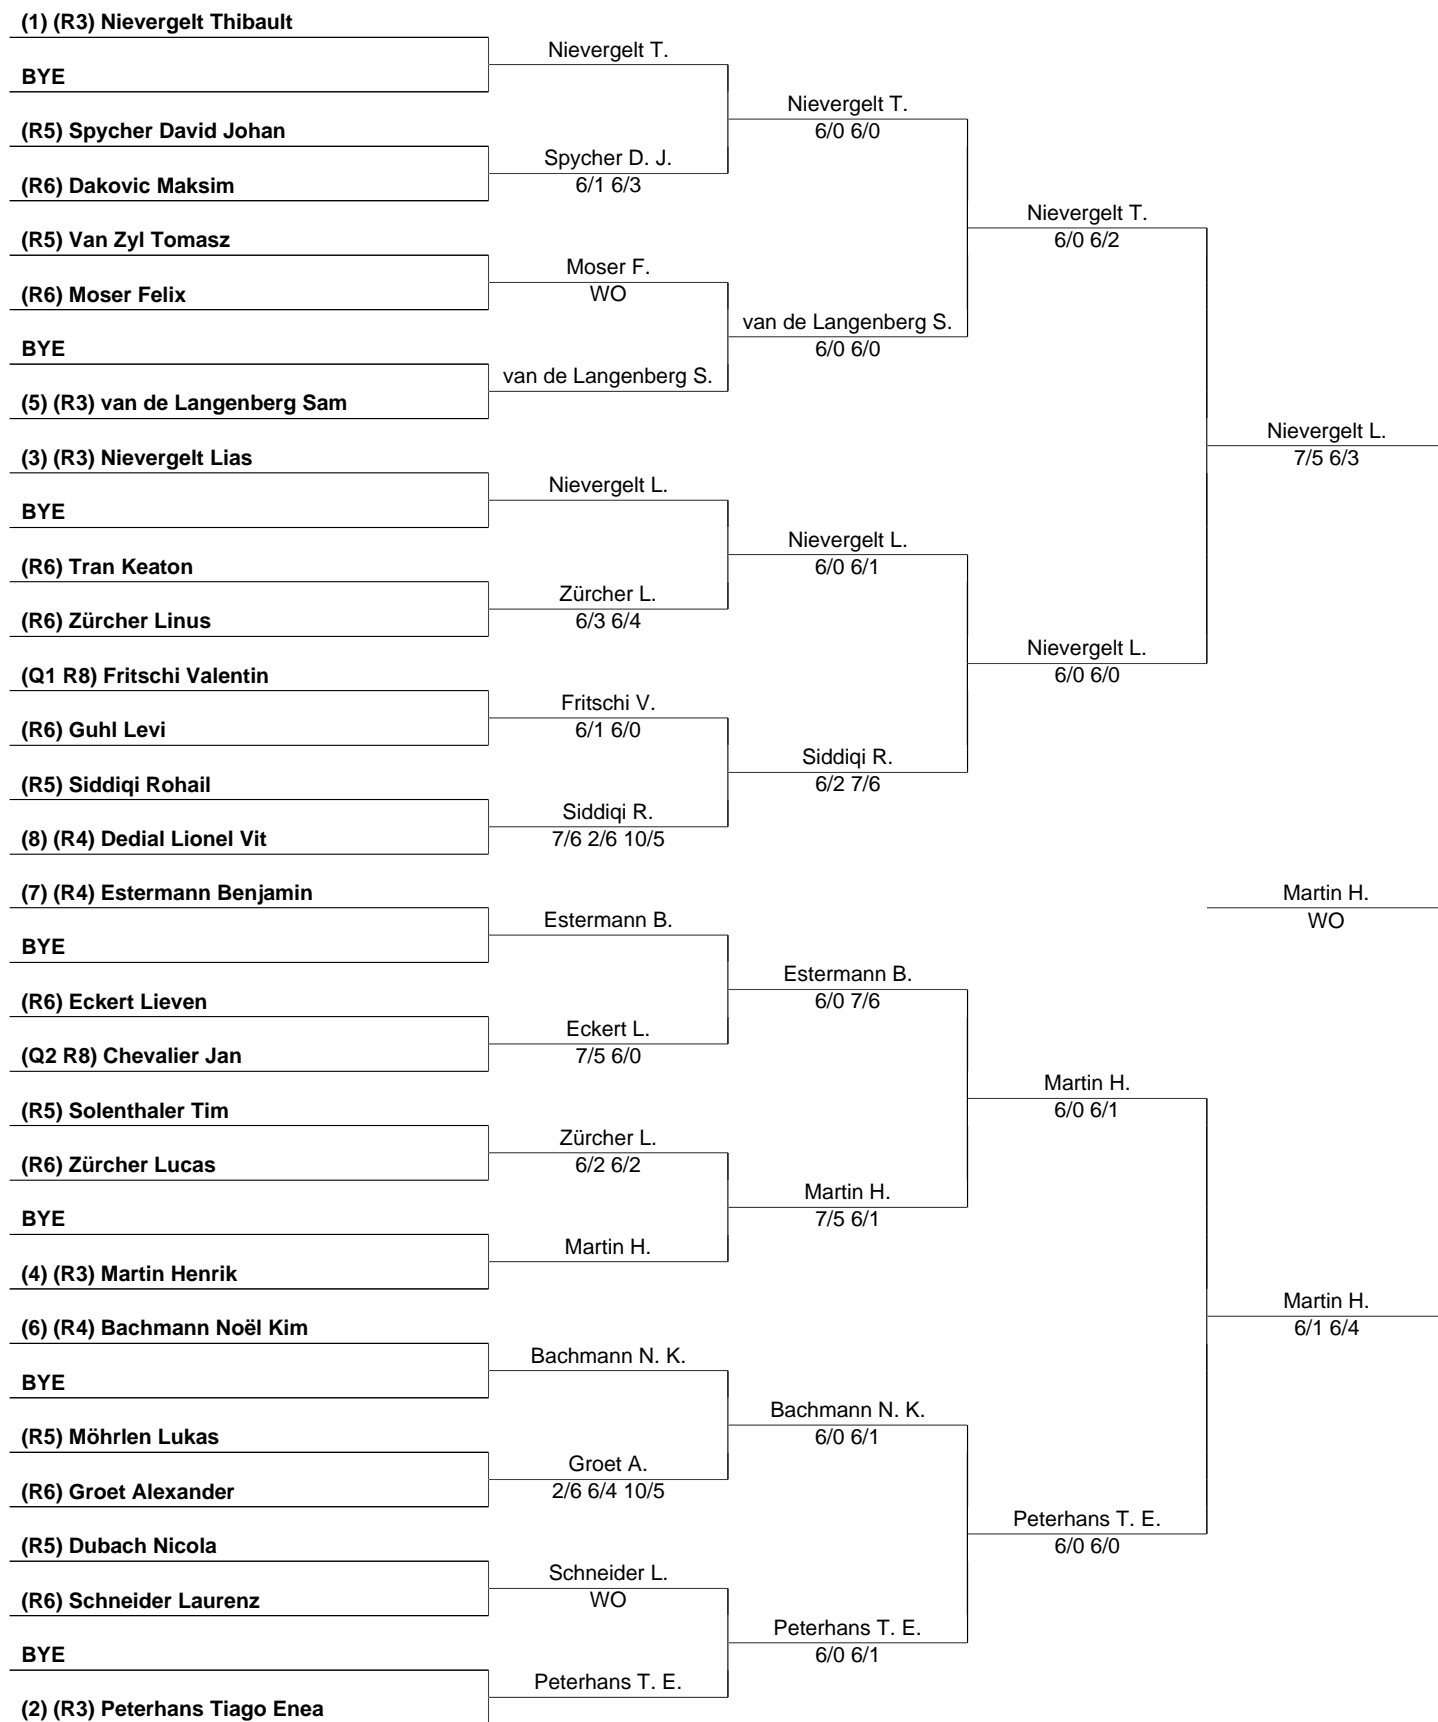 (1) (R3) Nievergelt Thibault
BYE
(R5) Spycher David Johan
(R6) Dakovic Maksim
(R5) Van Zyl Tomasz
(R6) Moser Felix
BYE
(5) (R3) van de Langenberg Sam
(3) (R3) Nievergelt Lias
BYE
(R6) Tran Keaton
(R6) Zürcher Linus
(Q1 R8) Fritschi Valentin
(R6) Guhl Levi
(R5) Siddiqi Rohail
(8) (R4) Dedial Lionel Vit
(7) (R4) Estermann Benjamin
BYE
(R6) Eckert Lieven
(Q2 R8) Chevalier Jan
(R5) Solenthaler Tim
(R6) Zürcher Lucas
BYE
(4) (R3) Martin Henrik
(6) (R4) Bachmann Noël Kim
BYE
(R5) Möhrlen Lukas
(R6) Groet Alexander
(R5) Dubach Nicola
(R6) Schneider Laurenz
BYE
(2) (R3) Peterhans Tiago Enea
Nievergelt T.
Spycher D. J.
6/1 6/3
Moser F.
WO
van de Langenberg S.
Nievergelt L.
Zürcher L.
6/3 6/4
Fritschi V.
6/1 6/0
Siddiqi R.
7/6 2/6 10/5
Estermann B.
Eckert L.
7/5 6/0
Zürcher L.
6/2 6/2
Martin H.
Bachmann N. K.
Groet A.
2/6 6/4 10/5
Schneider L.
WO
Peterhans T. E.
Nievergelt T.
6/0 6/0
van de Langenberg S.
6/0 6/0
Nievergelt L.
6/0 6/1
Siddiqi R.
6/2 7/6
Estermann B.
6/0 7/6
Martin H.
7/5 6/1
Bachmann N. K.
6/0 6/1
Peterhans T. E.
6/0 6/1
Nievergelt T.
6/0 6/2
Nievergelt L.
6/0 6/0
Martin H.
6/0 6/1
Peterhans T. E.
6/0 6/0
Nievergelt L.
7/5 6/3
Martin H.
WO
Martin H.
6/1 6/4